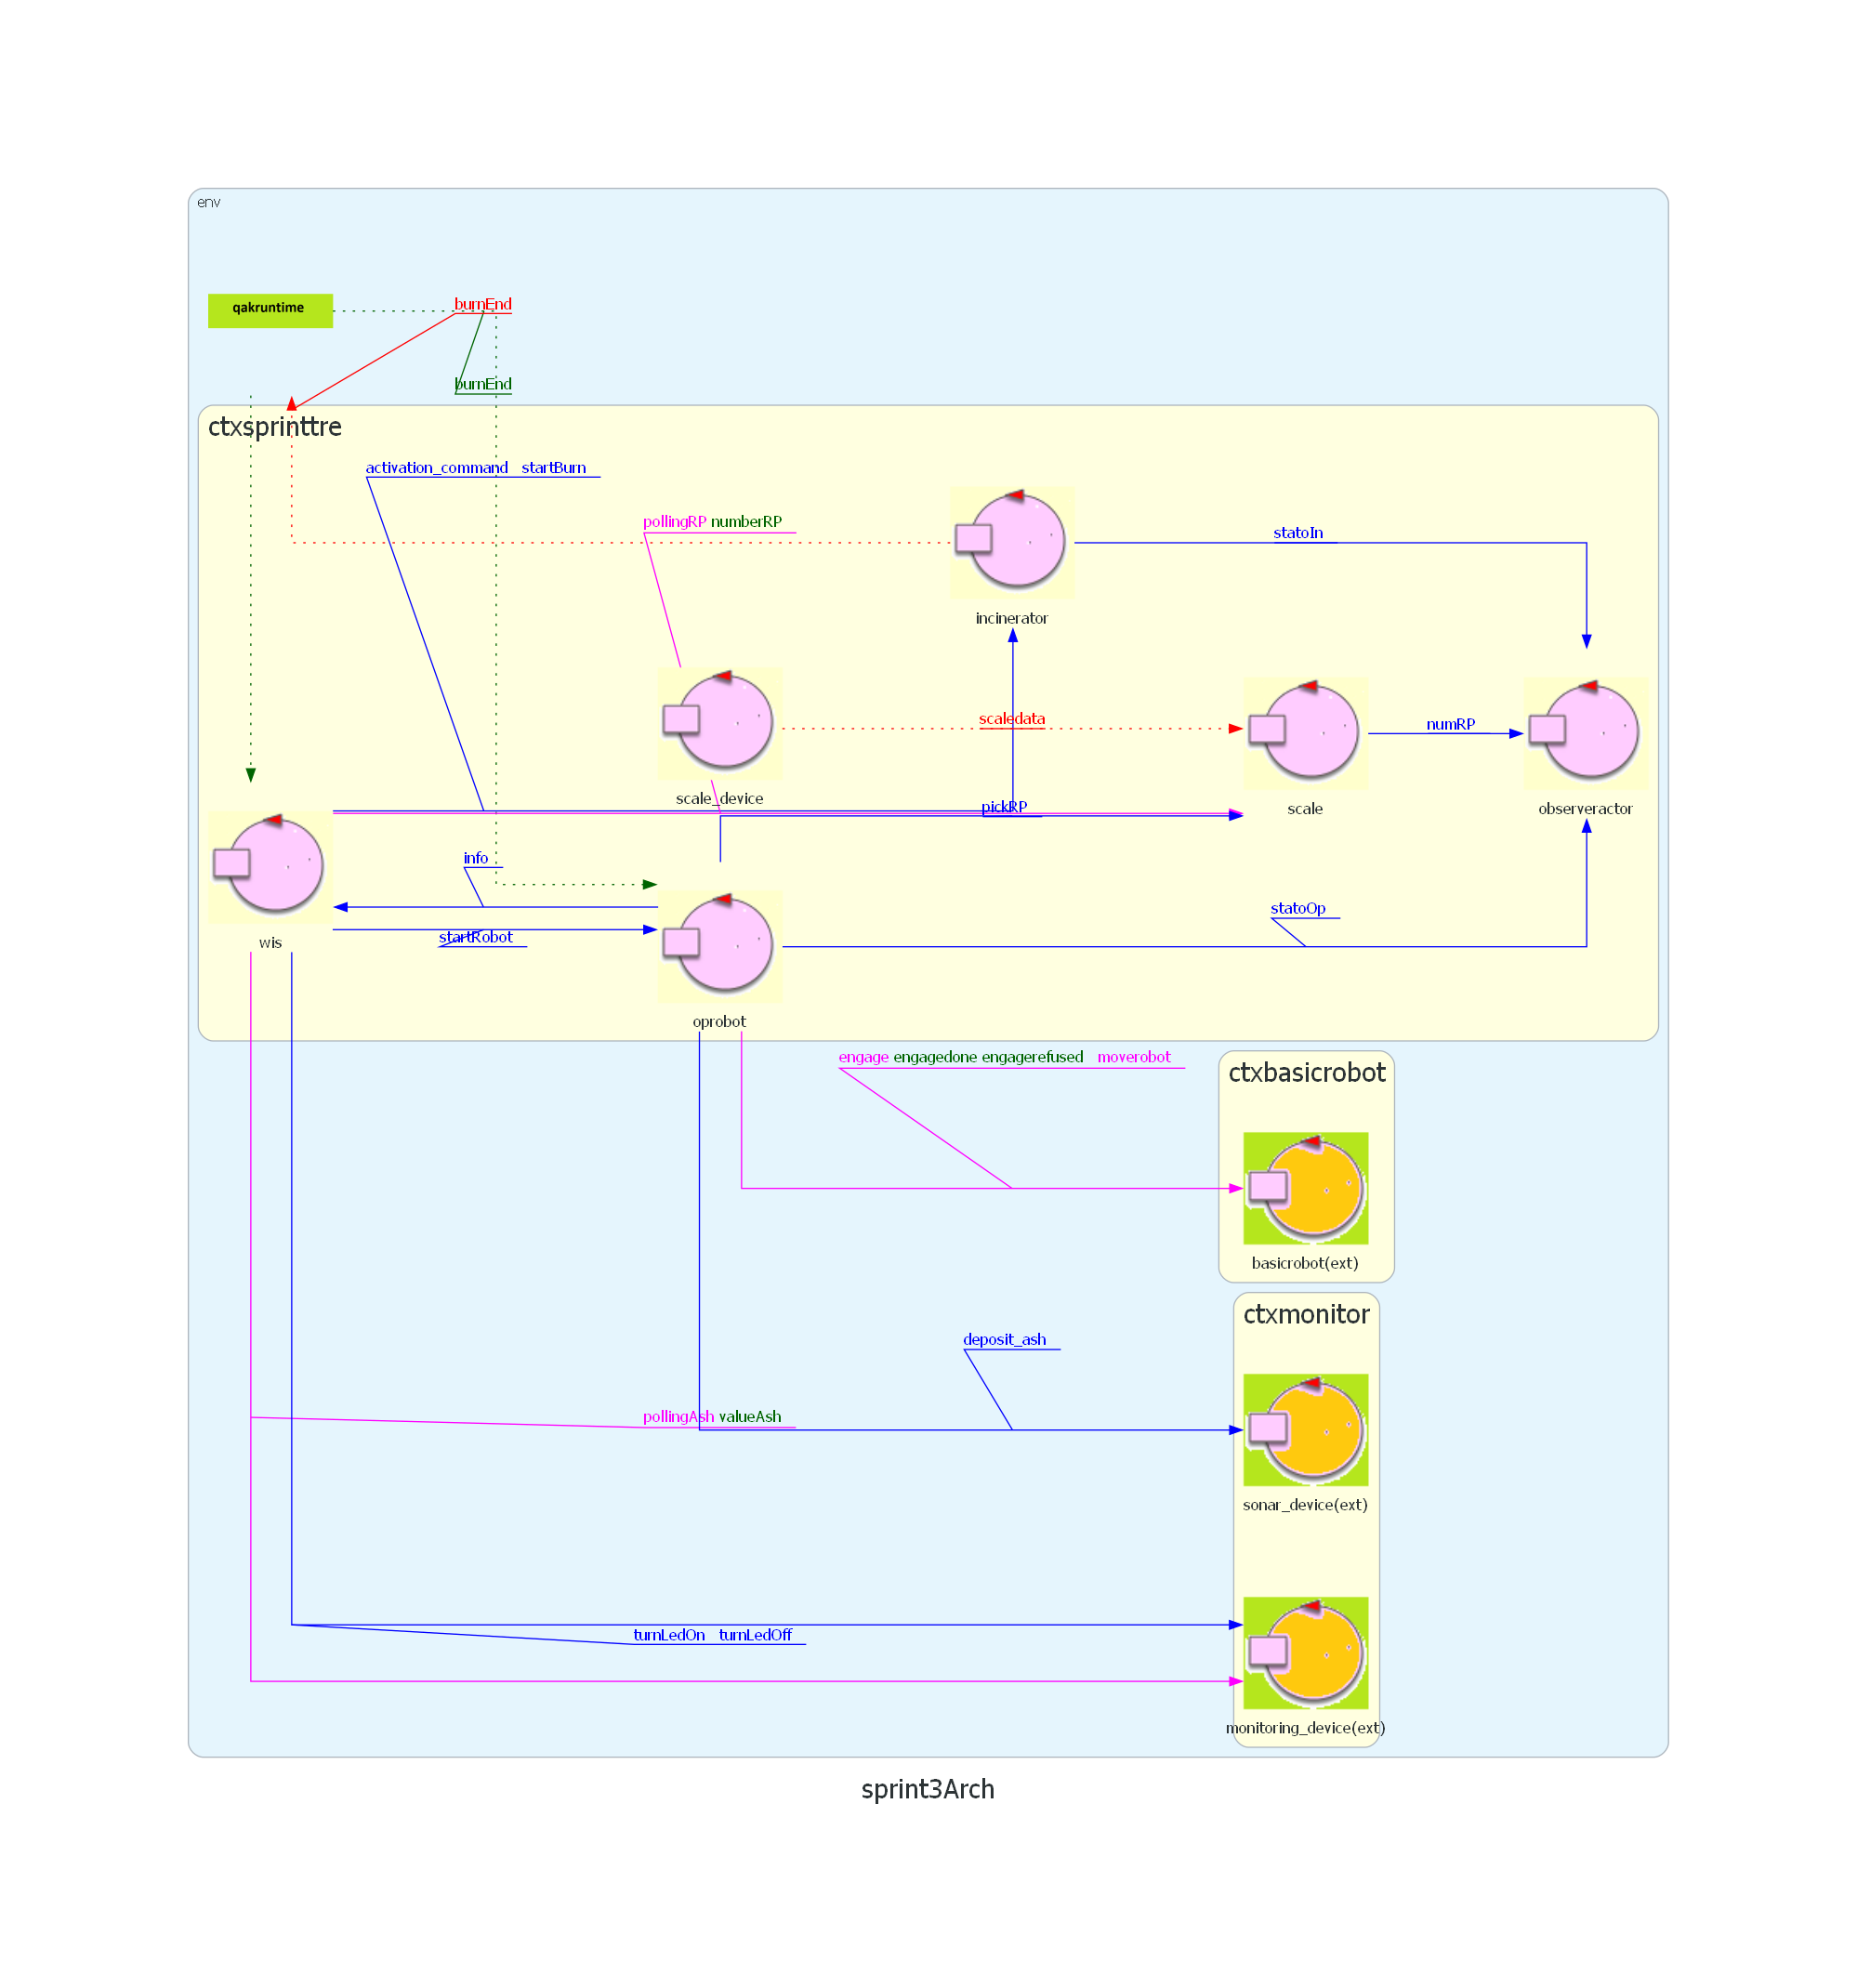 env
qakruntime
burnEnd
burnEnd
ctxsprinttre
activation_command startBurn
pollingRP numberRP
statoIn
incinerator
scaledata
numRP
scale_device
pickRP
scale
observeractor
info
statoOp
startRobot
wis
oprobot
engage engagedone engagerefused moverobot
ctxbasicrobot
basicrobot(ext)
ctxmonitor
deposit_ash
pollingAsh valueAsh
sonar_device(ext)
turnLedOn turnLedOff
monitoring_device(ext)
sprint3Arch